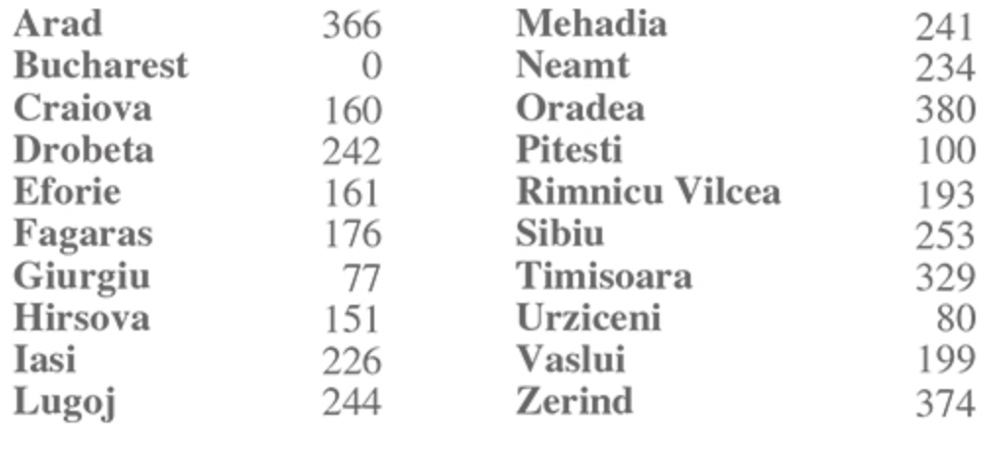 Arad 366 Mehadia 241
Bucharest 0 Neamt 234
Craiova 160 Oradea 380
Drobeta 242 Pitesti 100
Eforie 161 Rimnicu Vilcea 193
Fagaras 176 Sibiu 253
Giurgiu 77 Timisoara 329
Hirsova 151 Urziceni 80
Iasi 226 Vaslui 199
Lugoj 244 Zerind 374